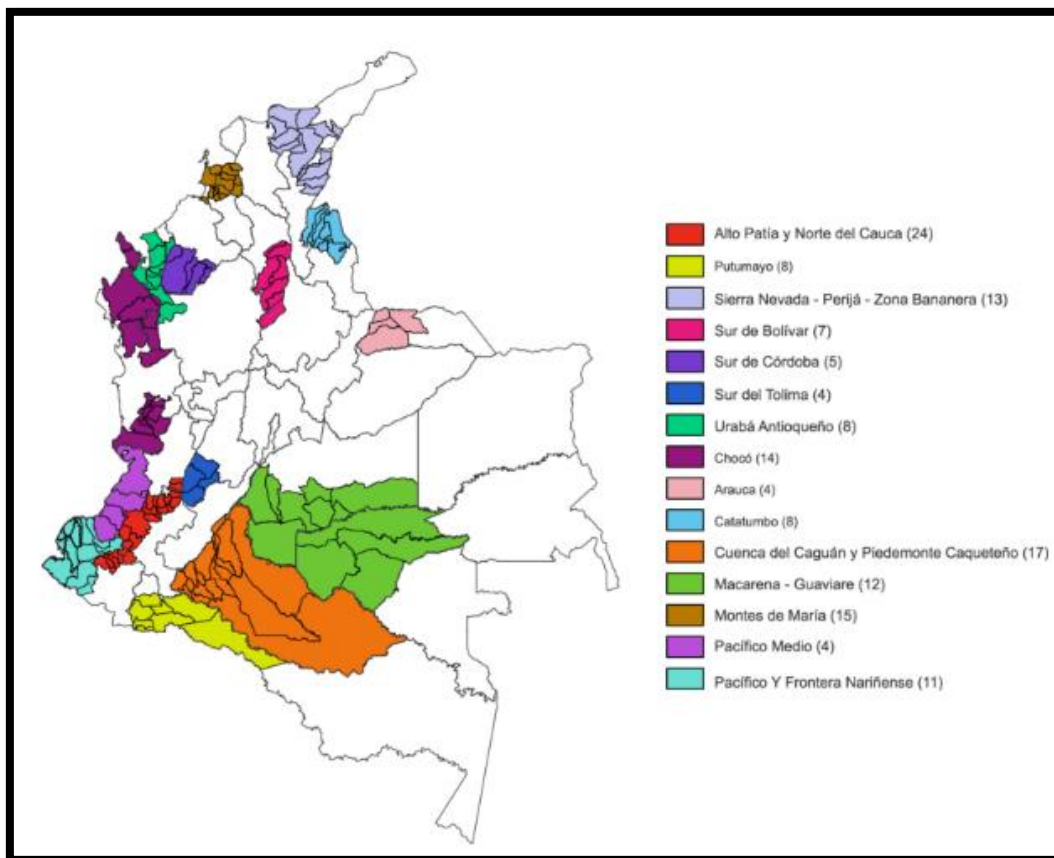 Alto Patía y Norte del Cauca (24)
Putumayo (8)
Sierra Nevada - Perijá - Zona Bananera (13)
Sur de Bolívar (7)
Sur de Córdoba (5)
Sur del Tolima (4)
Urabá Antioqueño (8)
Chocó (14)
Arauca (4)
Catatumbo (8)
Cuenca del Caguán y Piedemonte Caqueteño (17)
Macarena - Guaviare (12)
Montes de María (15)
Pacífico Medio (4)
Pacífico Y Frontera Nariñense (11)